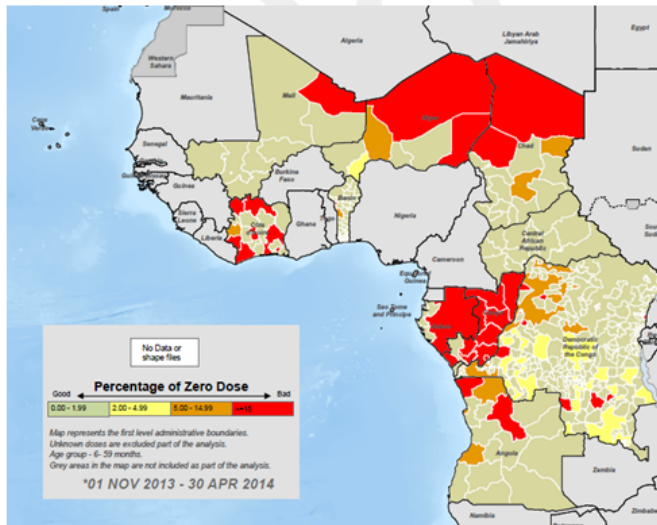 Spain
Morocco
Western
Sahara
Algeria
Libyan Arab
Jamahiriya
Egypt
Mauritania
Mali
Niger
Cape
Verde
Chad
Sudan
Senegal
Burkina
Faso
Guinea
Benin
Sierra
Leone
Ghana
Togo
Nigeria
Liberia
Central
African
Republic
Cameroon
Equatorial
Guinea
Sao Tome
and Principe
Democratic
Republic of
the Congo
No Data or
shape files
Percentage of Zero Dose
Good
Bad
0.00 - 1.99
2.00 - 4.99
5.00 - 14.99
Map represents the first level administrative boundaries.
Unknown doses are excluded part of the analysis.
Age group - 6- 59 months.
Grey areas in the map are not included as part of the analysis.
*01 NOV 2013 - 30 APR 2014
Angola
Zambia
Namibia
Zimbab